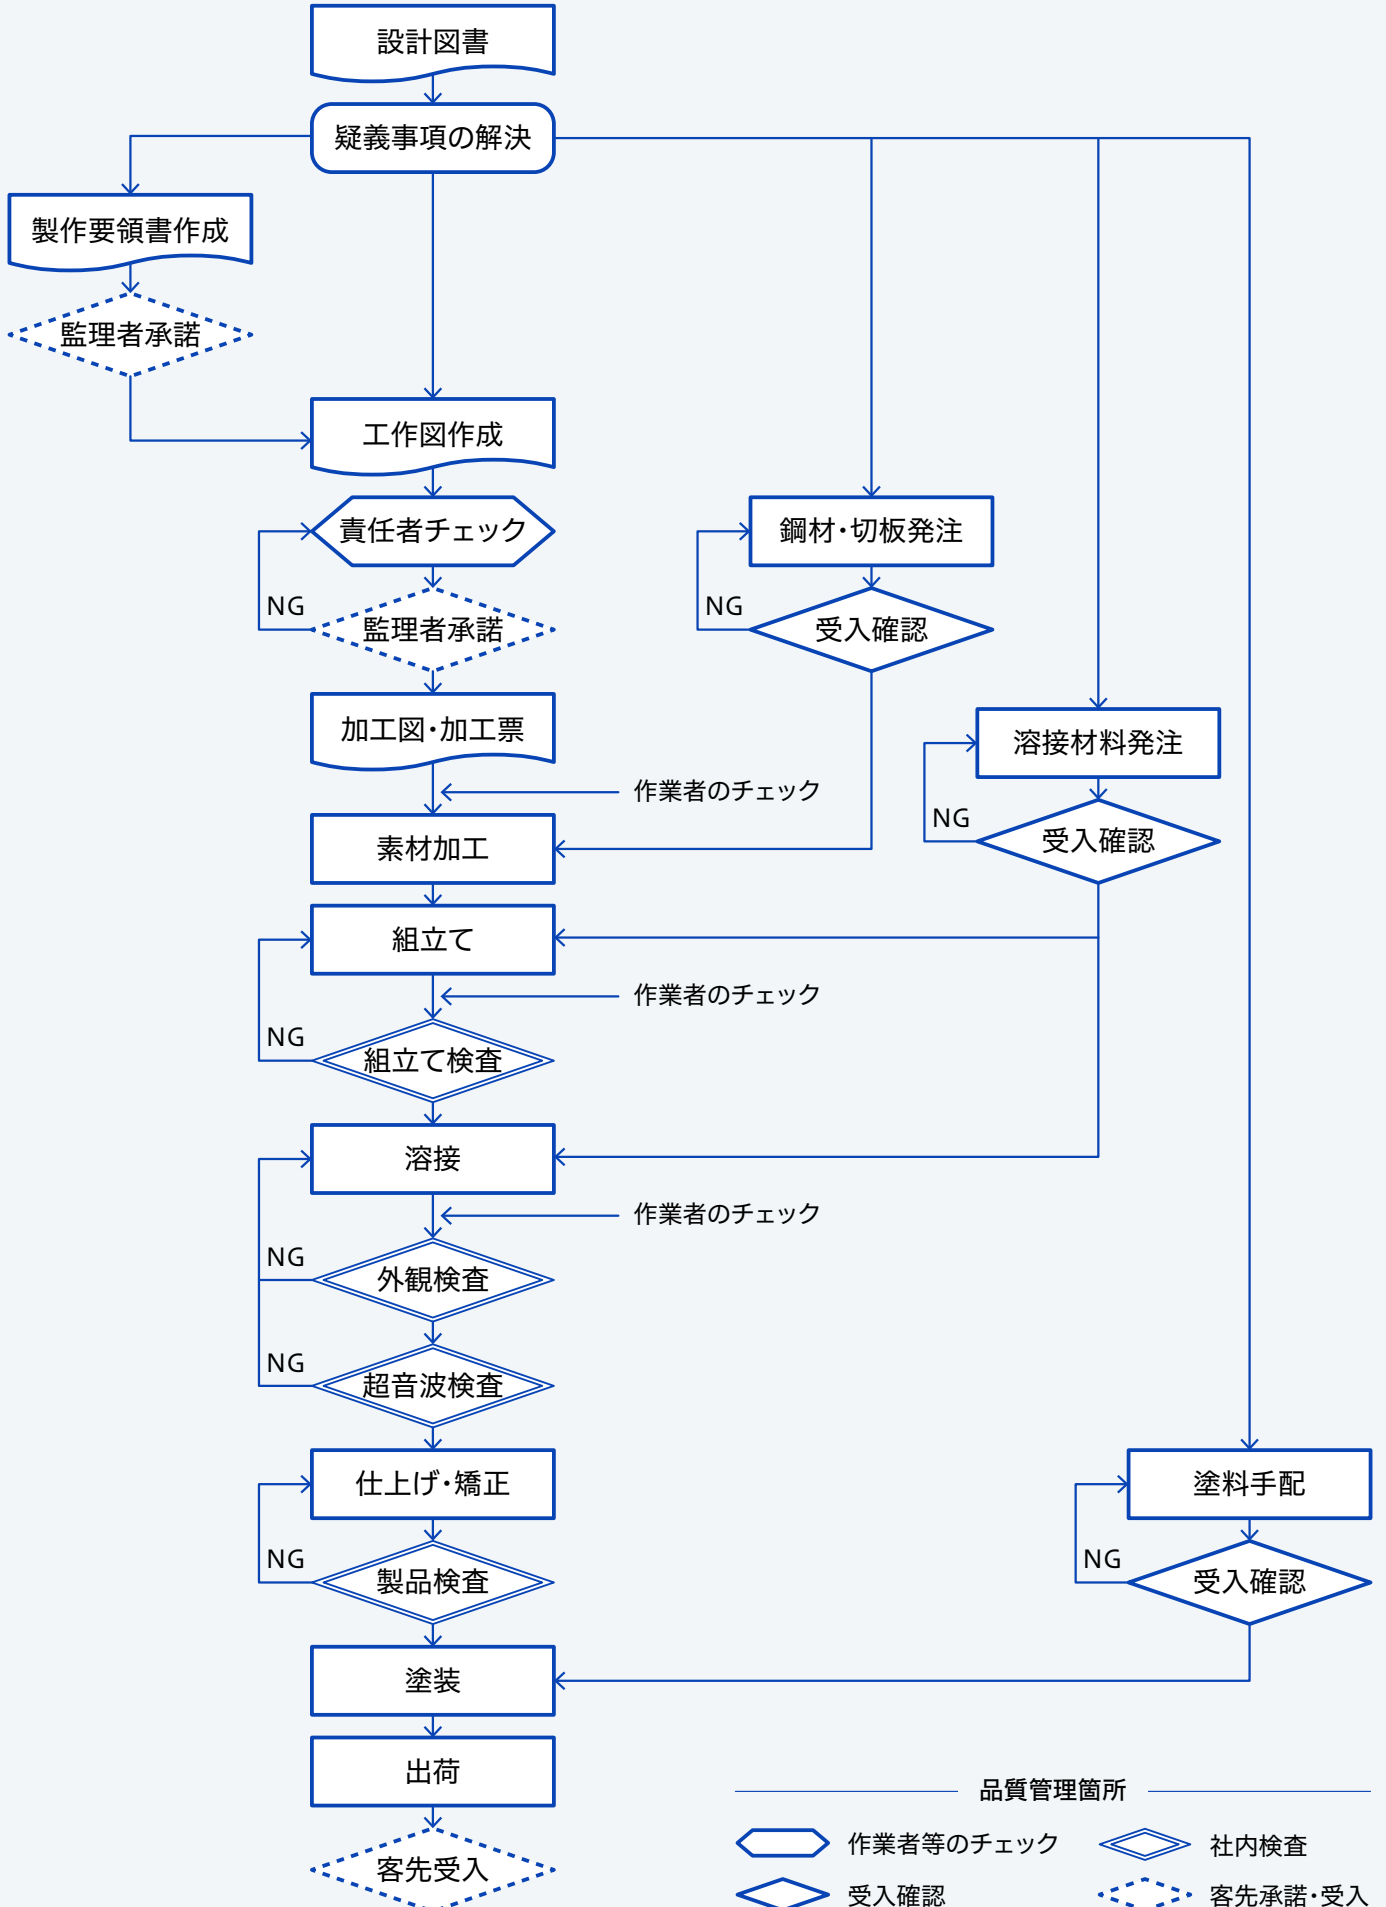 設計図書
疑義事項の解決
製作要領書作成
監理者承諾
工作図作成
責任者チェック
鋼材・切板発注
NG
監理者承諾
NG
受入確認
加工図・加工票
溶接材料発注
作業者のチェック
NG
受入確認
素材加工
組立て
作業者のチェック
NG
組立て検査
溶接
作業者のチェック
NG
外観検査
NG
超音波検査
仕上げ・矯正
塗料手配
NG
製品検査
NG
受入確認
塗装
出荷
品質管理箇所
作業者等のチェック
社内検査
客先受入
受入確認
客先承諾・受入